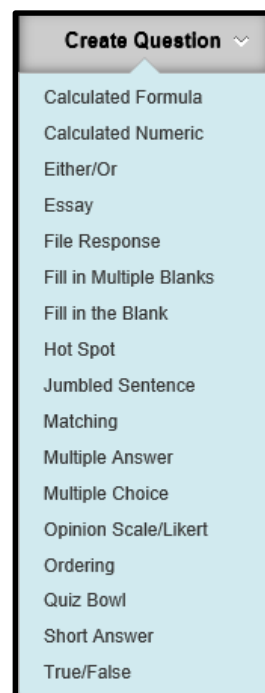 Create Question
Calculated Formula
Calculated Numeric
Either/Or
Essay
File Response
Fill in Multiple Blanks
Fill in the Blank
Hot Spot
Jumbled Sentence
Matching
Multiple Answer
Multiple Choice
Opinion Scale/Likert
Ordering
Quiz Bowl
Short Answer
True/False